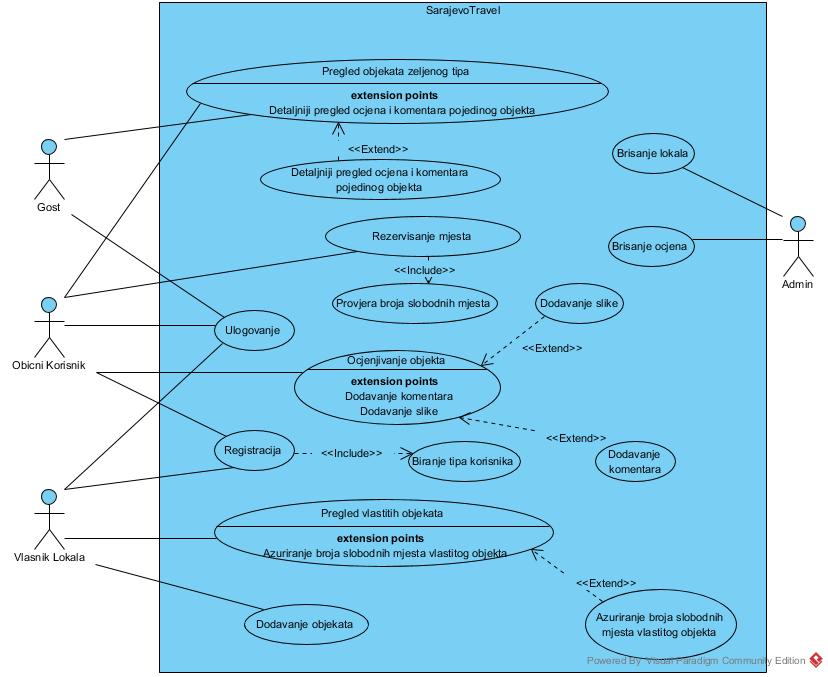 SarajevoTravel
Pregled objekata zeljenog tipa
extension points
Detaljniji pregled ocjena i komentara pojedinog objekta
<<Extend>>
Detaljniji pregled ocjena i komentara
pojedinog objekta
Brisanje lokala
Gost
Rezervisanje mjesta
Brisanje ocjena
<<Include>>
Admin
Provjera broja slobodnih mjesta
Dodavanje slike
Ulogovanje
<<Extend>>
Obicni Korisnik
Ocjenjivanje objekta
extension points
Dodavanje komentara
Dodavanje slike
<<Extend>>
Registracija
<<Include>>
Biranje tipa korisnika
Dodavanje
komentara
Pregled vlastitih objekata
extension points
Azuriranje broja slobodnih mjesta vlastitog objekta
Vlasnik Lokala
<<Extend>>
Dodavanje objekata
Azuriranje broja slobodnih
mjesta vlastitog objekta
Powered By Visual Paradigm Community Edition